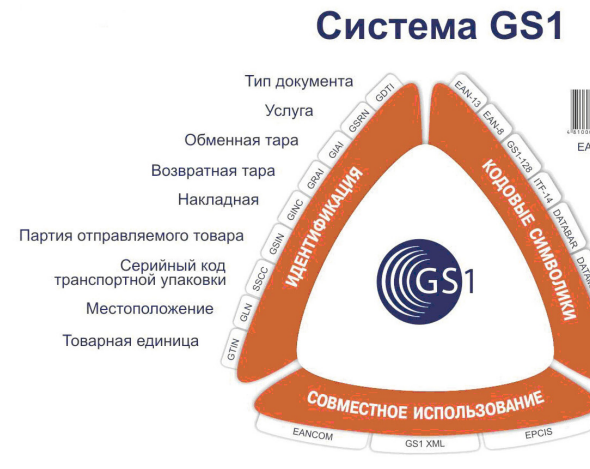 Система GS1
Тип документа
GDTI
Услуга
GSRN
Обменная тара
GIAI
Возвратная тара
GRAI
Накладная
GINC
Партия отправляемого товара
GSIN
Серийный код
транспортной упаковки
SSCC
Местоположение
GLN
Товарная единица
GTIN
ИДЕНТИФИКАЦИЯ
EAN-13
EAN-8
GS1-128
ITF-14
DATABAR
DATAM
КОДОВЫЕ СИМВОЛИКИ
EA
GS1
СОВМЕСТНОЕ ИСПОЛЬЗОВАНИЕ
EANCOM
GS1 XML
EPCIS